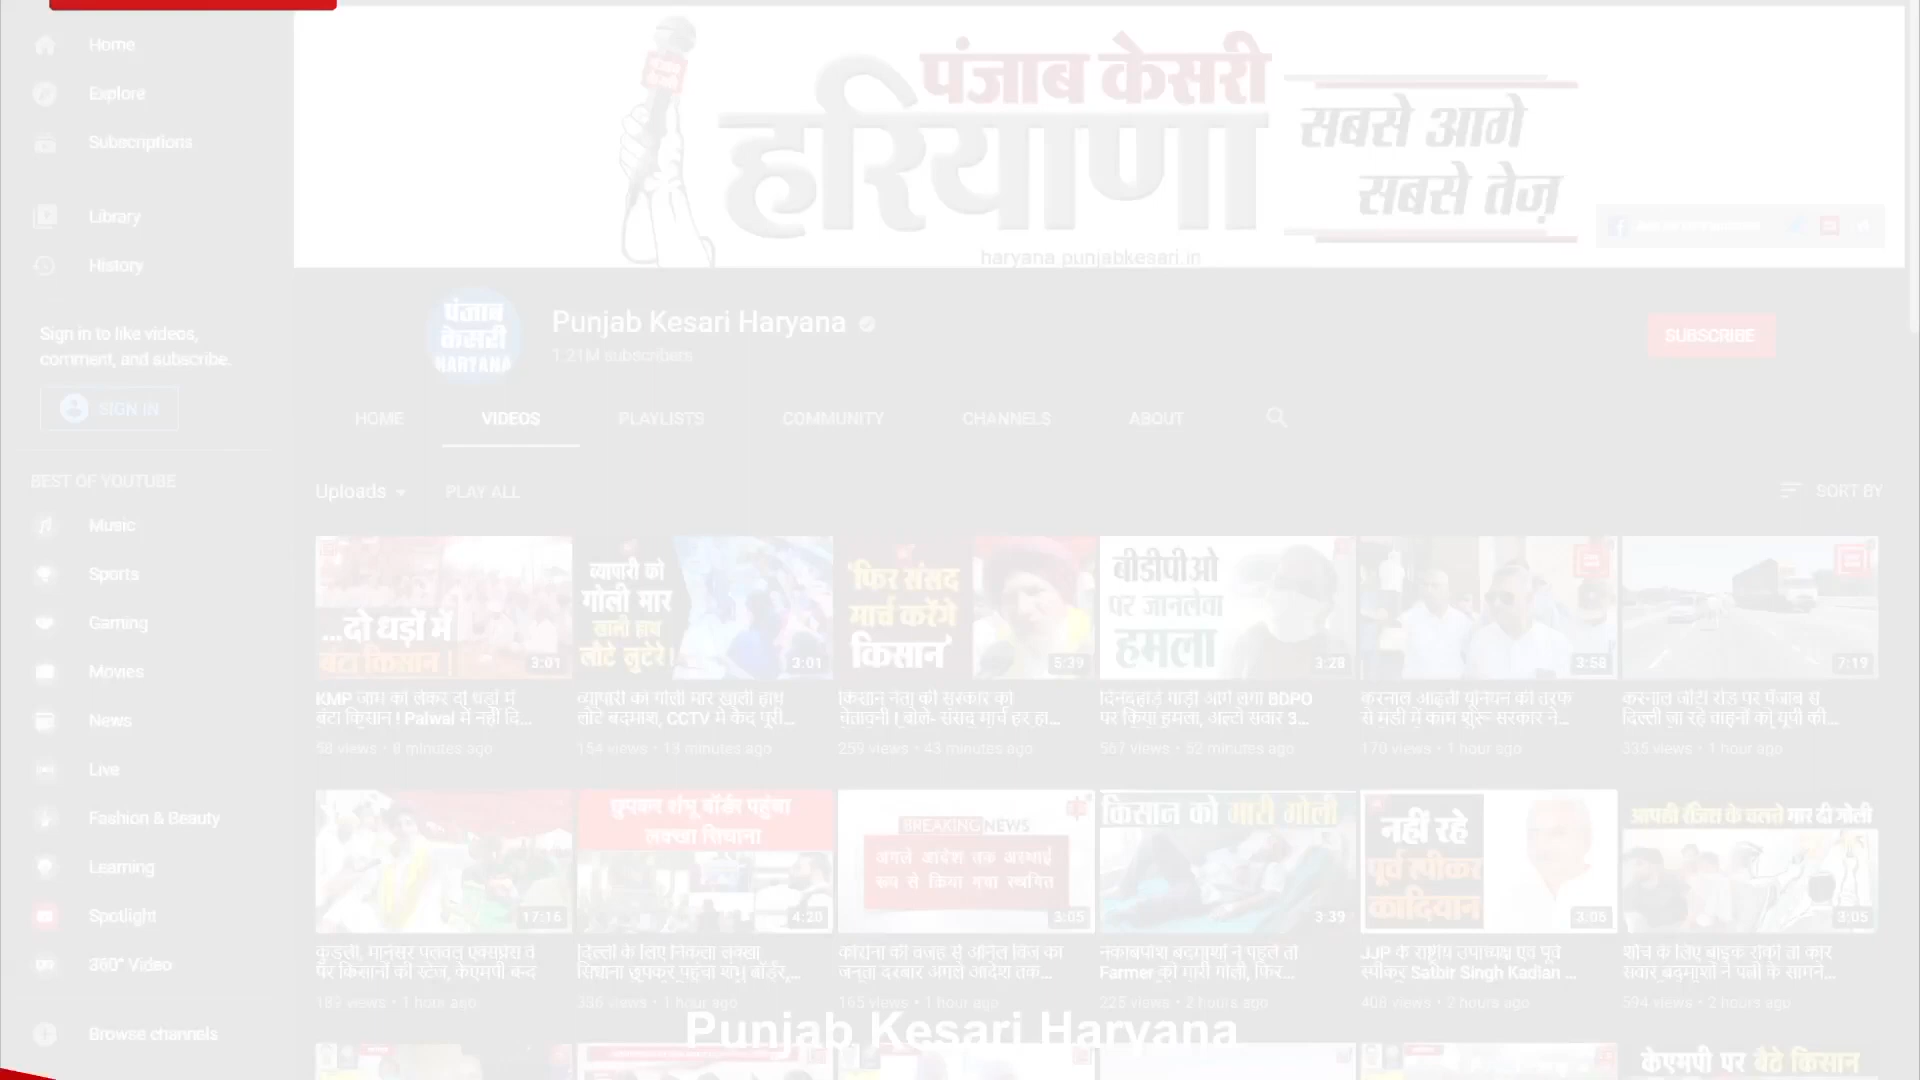 Home
Explore
Subscriptions
Library
History
Sign in to like videos,
comment, and subscribe.
SIGN IN
BEST OF YOUTUBE
Music
Sports
Gaming
Movies
News
Live
Fashion & Beauty
Learning
Spotlight
360° Video
Browse channels
पंजाब केसरी
हरियाणा
सबसे आगे
सबसे तेज़
haryana.punjabkesari.in
पंजाब
केसरी
HARYANA
Punjab Kesari Haryana
1.21M subscribers
SUBSCRIBE
HOME VIDEOS PLAYLISTS COMMUNITY CHANNELS ABOUT
Uploads PLAY ALL SORT BY
...दो धड़ों में
बंटा किसान !
3:01
व्यापारी को
गोली मार
खाली हाथ
लौटे लुटेरे!
3:01
'फिर संसद
मार्च करेंगे
किसान'
5:39
बीडीपीओ
पर जानलेवा
हमला
3:28
3:58
7:19
KMP जाम को लेकर दो धड़ों में
बंटा किसान ! Palwal में नहीं दि...
58 views • 8 minutes ago
व्यापारी को गोली मार खाली हाथ
लौटे बदमाश, CCTV में कैद पूरी...
154 views • 13 minutes ago
किसान नेता की सरकार को
चेतावनी ! बोले- संसद मार्च हर हा...
259 views • 43 minutes ago
दिनदहाड़े गाड़ी आगे लगा BDPO
पर किया हमला, अल्टो सवार 3...
567 views • 52 minutes ago
करनाल आढ़ती यूनियन की तरफ
से मंडी में काम शुरू- सरकार ने...
170 views • 1 hour ago
करनाल जीटी रोड पर पंजाब से
दिल्ली जा रहे वाहनों को यूपी की...
335 views • 1 hour ago
17:16
छुपकर शंभू बॉर्डर पहुंचा
लक्खा सिधाना
4:20
BREAKING NEWS
अगले आदेश तक अस्थाई
रूप से किया गया स्थगित
3:05
किसान को मारी गोली
3:39
नहीं रहे
पूर्व स्पीकर
कादियान
3:05
आपसी रंजिश के चलते मार दी गोली
3:05
कुंडली, मानेसर पलवल एक्सप्रेस वे
पर किसानों की स्टेज, केएमपी बन्द
189 views • 1 hour ago
दिल्ली के लिए निकला लक्खा
सिधाना छुपकर पहुंचा शंभू बॉर्डर,...
336 views • 1 hour ago
कोरोना की वजह से अनिल विज का
जनता दरबार अगले आदेश तक...
165 views • 1 hour ago
नकाबपोश बदमाशों ने पहले तो
Farmer को मारी गोली, फिर...
225 views • 2 hours ago
JJP के राष्ट्रीय उपाध्यक्ष एवं पूर्व
स्पीकर Satbir Singh Kadian ...
408 views • 2 hours ago
शौच के लिए बाइक रोकी तो कार
सवार बदमाशों ने पत्नी के सामने...
594 views • 2 hours ago
केएमपी पर बैठे किसान
Punjab Kesari Haryana